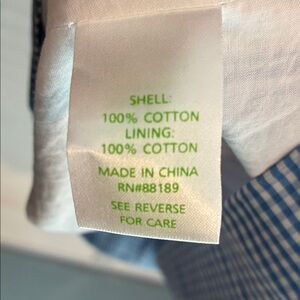 SHELL:
100% COTTON
LINING:
100% COTTON
MADE IN CHINA
RN#88189
SEE REVERSE
FOR CARE